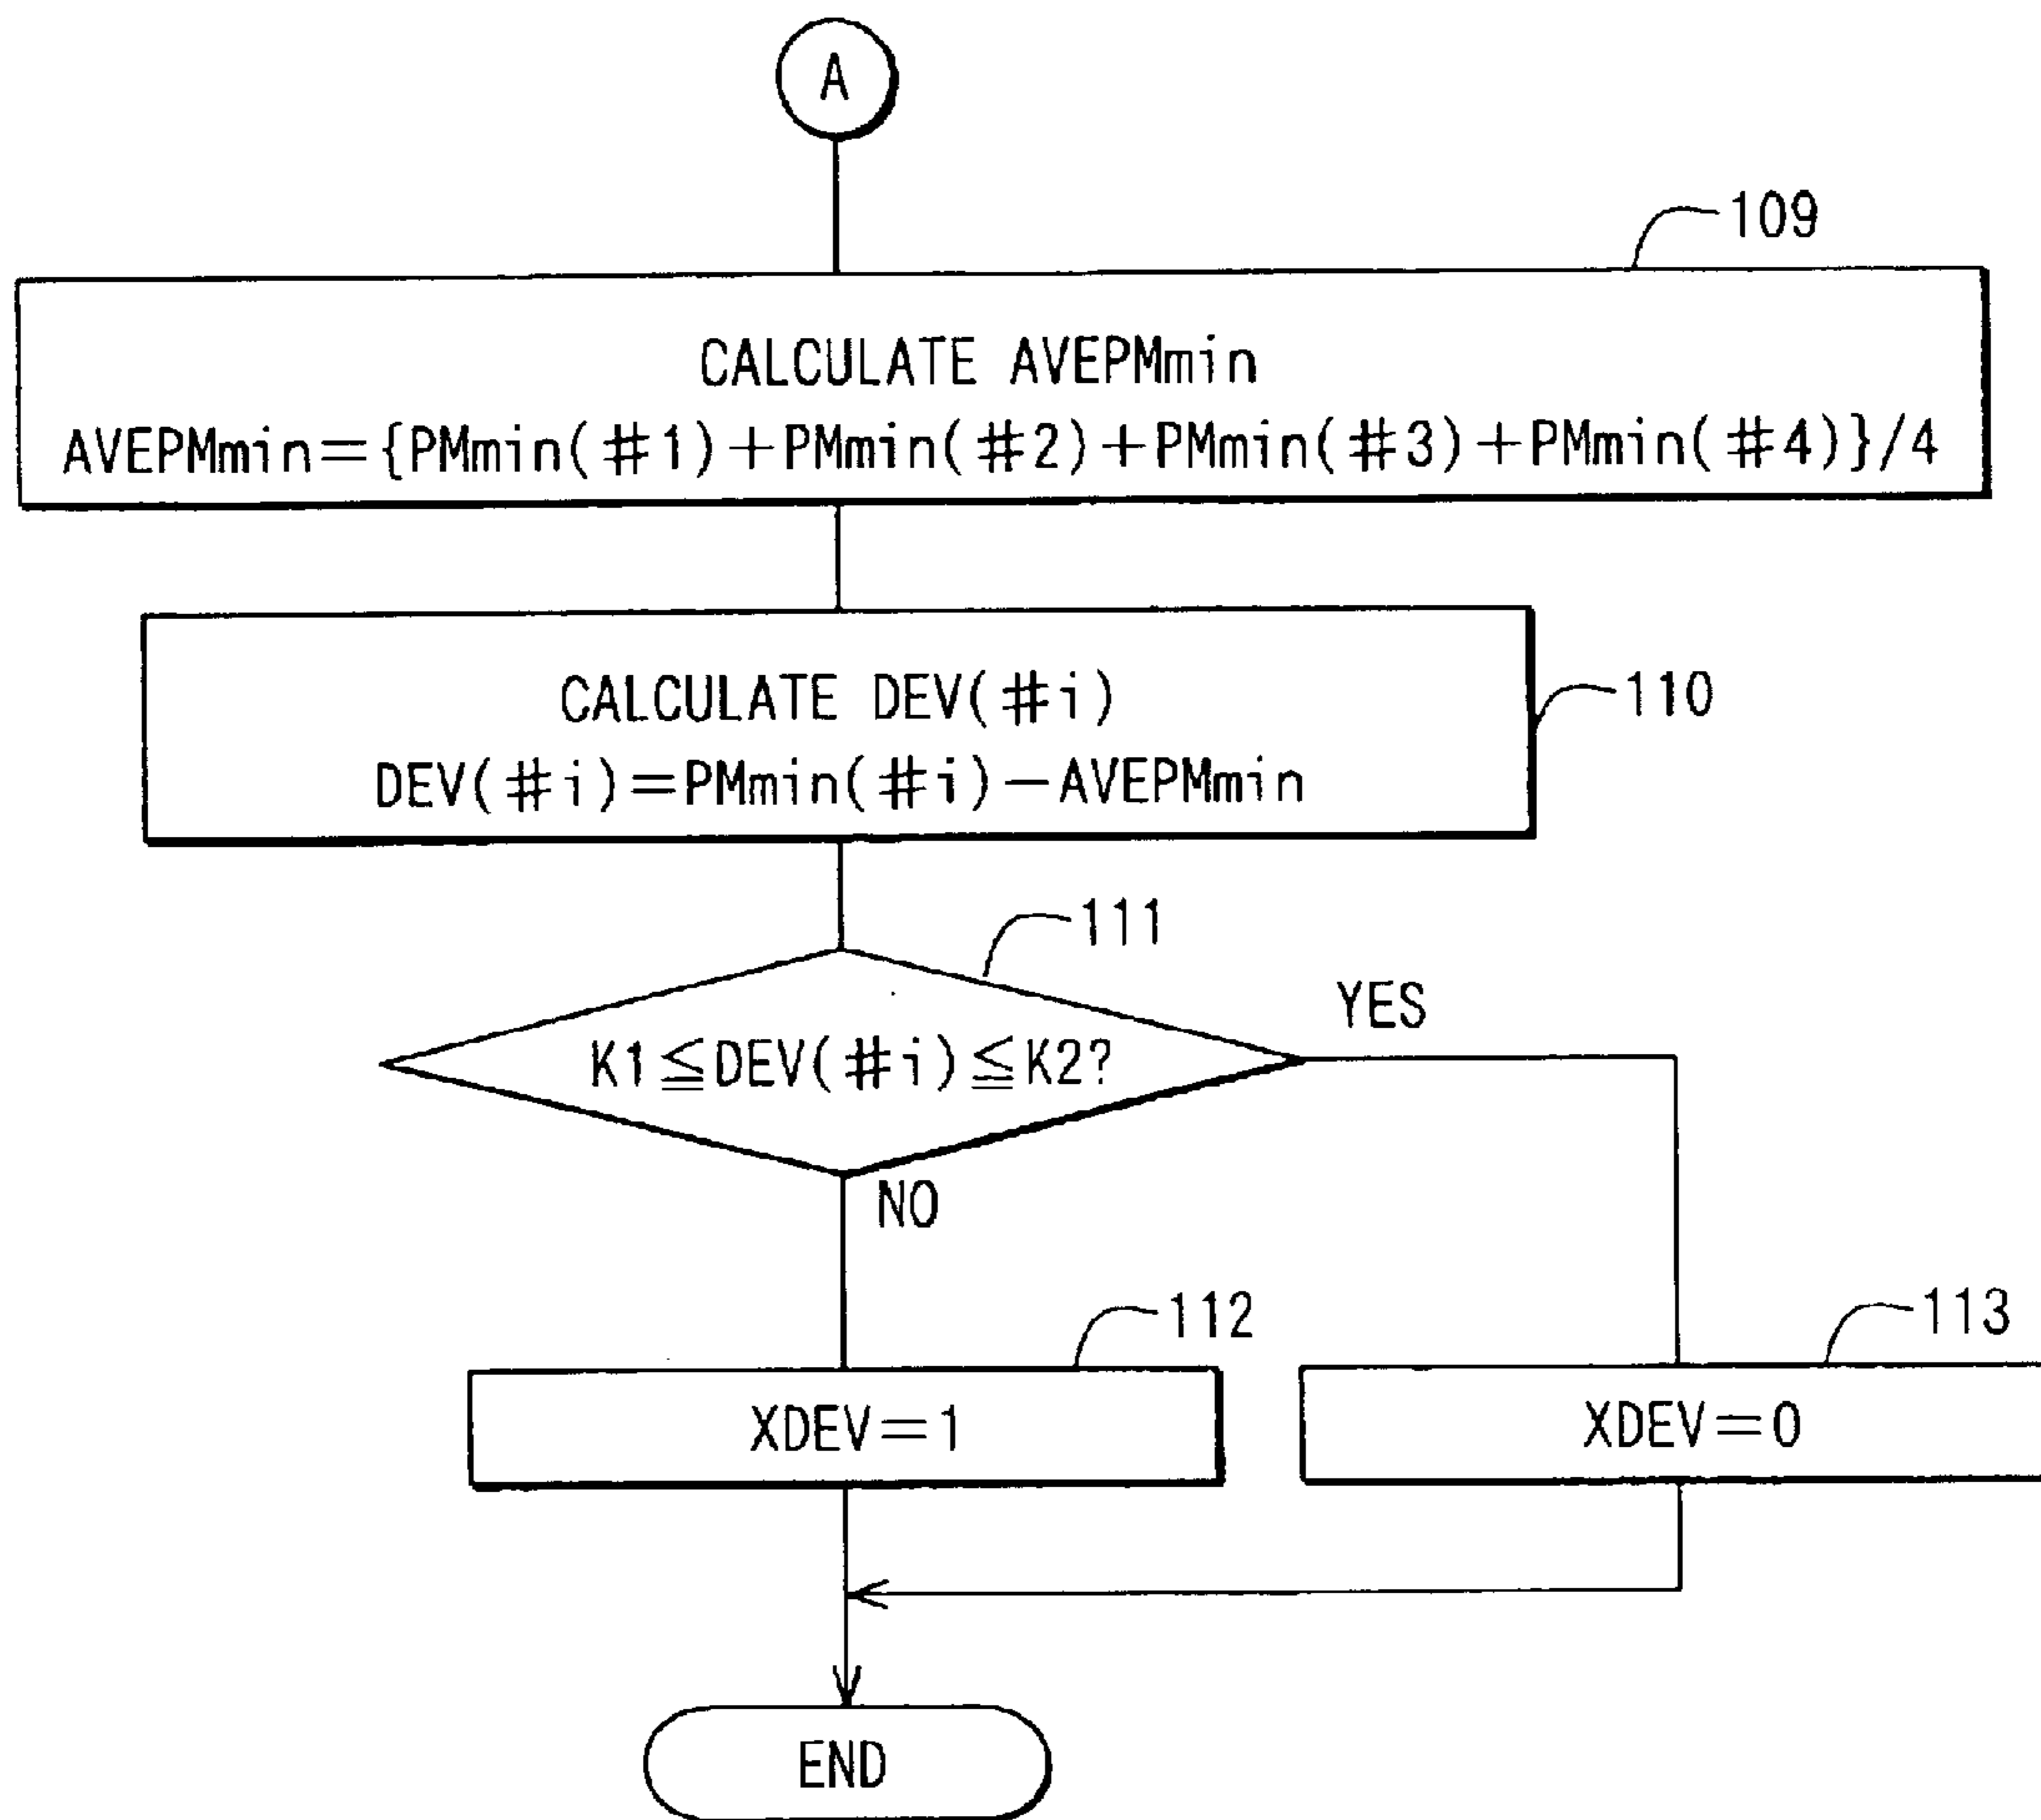 A
109
CALCULATE AVEPMmin
AVEPMmin={PMmin(#1)+PMmin(#2)+PMmin(#3)+PMmin(#4)}/4
CALCULATE DEV(#i)
110
DEV(#i)=PMmin(#i)−AVEPMmin
111
YES
K1≦DEV(#i)≦K2?
NO
112
113
XDEV=1
XDEV=0
END